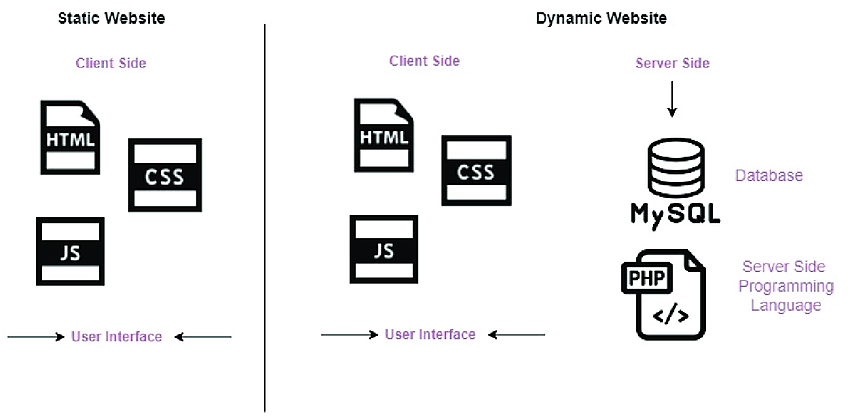 Static Website
Client Side
HTML
CSS
JS
User Interface
Dynamic Website
Client Side
HTML
CSS
JS
User Interface
Server Side
MySQL
Database
PHP
</>
Server Side
Programming
Language